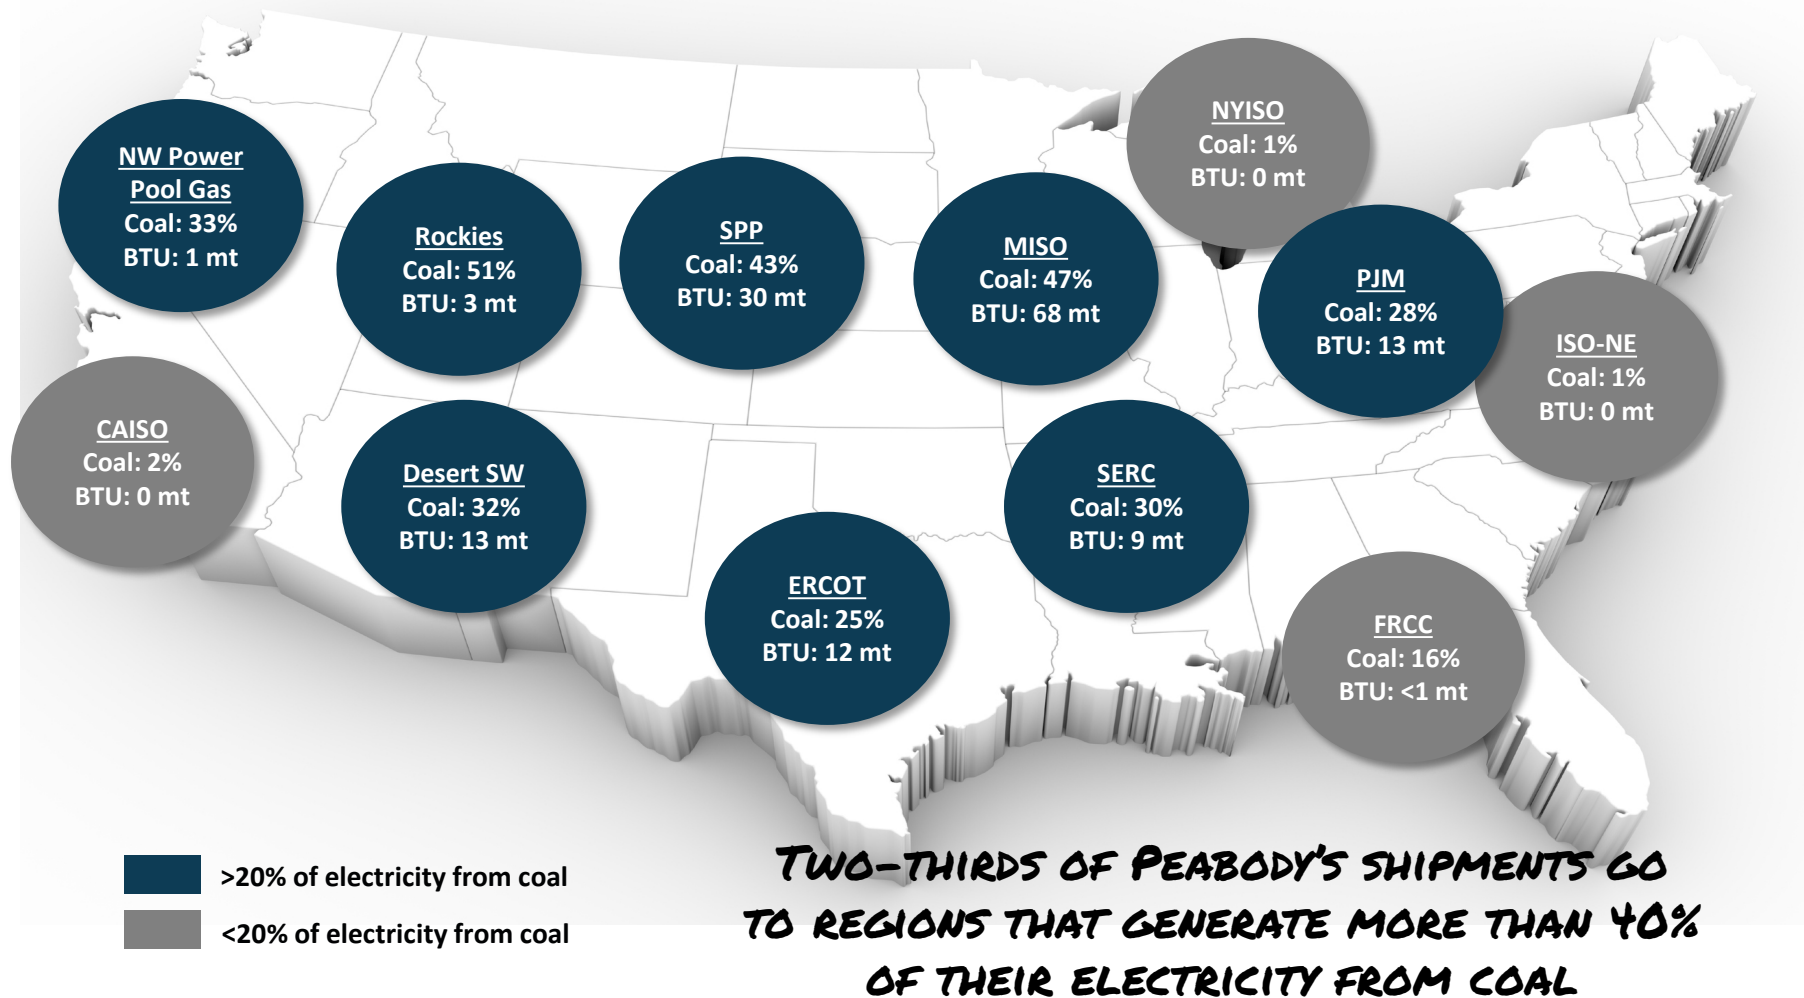 NW Power
Pool Gas
Coal: 33%
BTU: 1 mt
Rockies
Coal: 51%
BTU: 3 mt
SPP
Coal: 43%
BTU: 30 mt
MISO
Coal: 47%
BTU: 68 mt
NYISO
Coal: 1%
BTU: 0 mt
PJM
Coal: 28%
BTU: 13 mt
ISO-NE
Coal: 1%
BTU: 0 mt
CAISO
Coal: 2%
BTU: 0 mt
Desert SW
Coal: 32%
BTU: 13 mt
ERCOT
Coal: 25%
BTU: 12 mt
SERC
Coal: 30%
BTU: 9 mt
FRCC
Coal: 16%
BTU: <1 mt
>20% of electricity from coal
<20% of electricity from coal
Two-thirds of Peabody's shipments go
to regions that generate more than 40%
of their electricity from coal